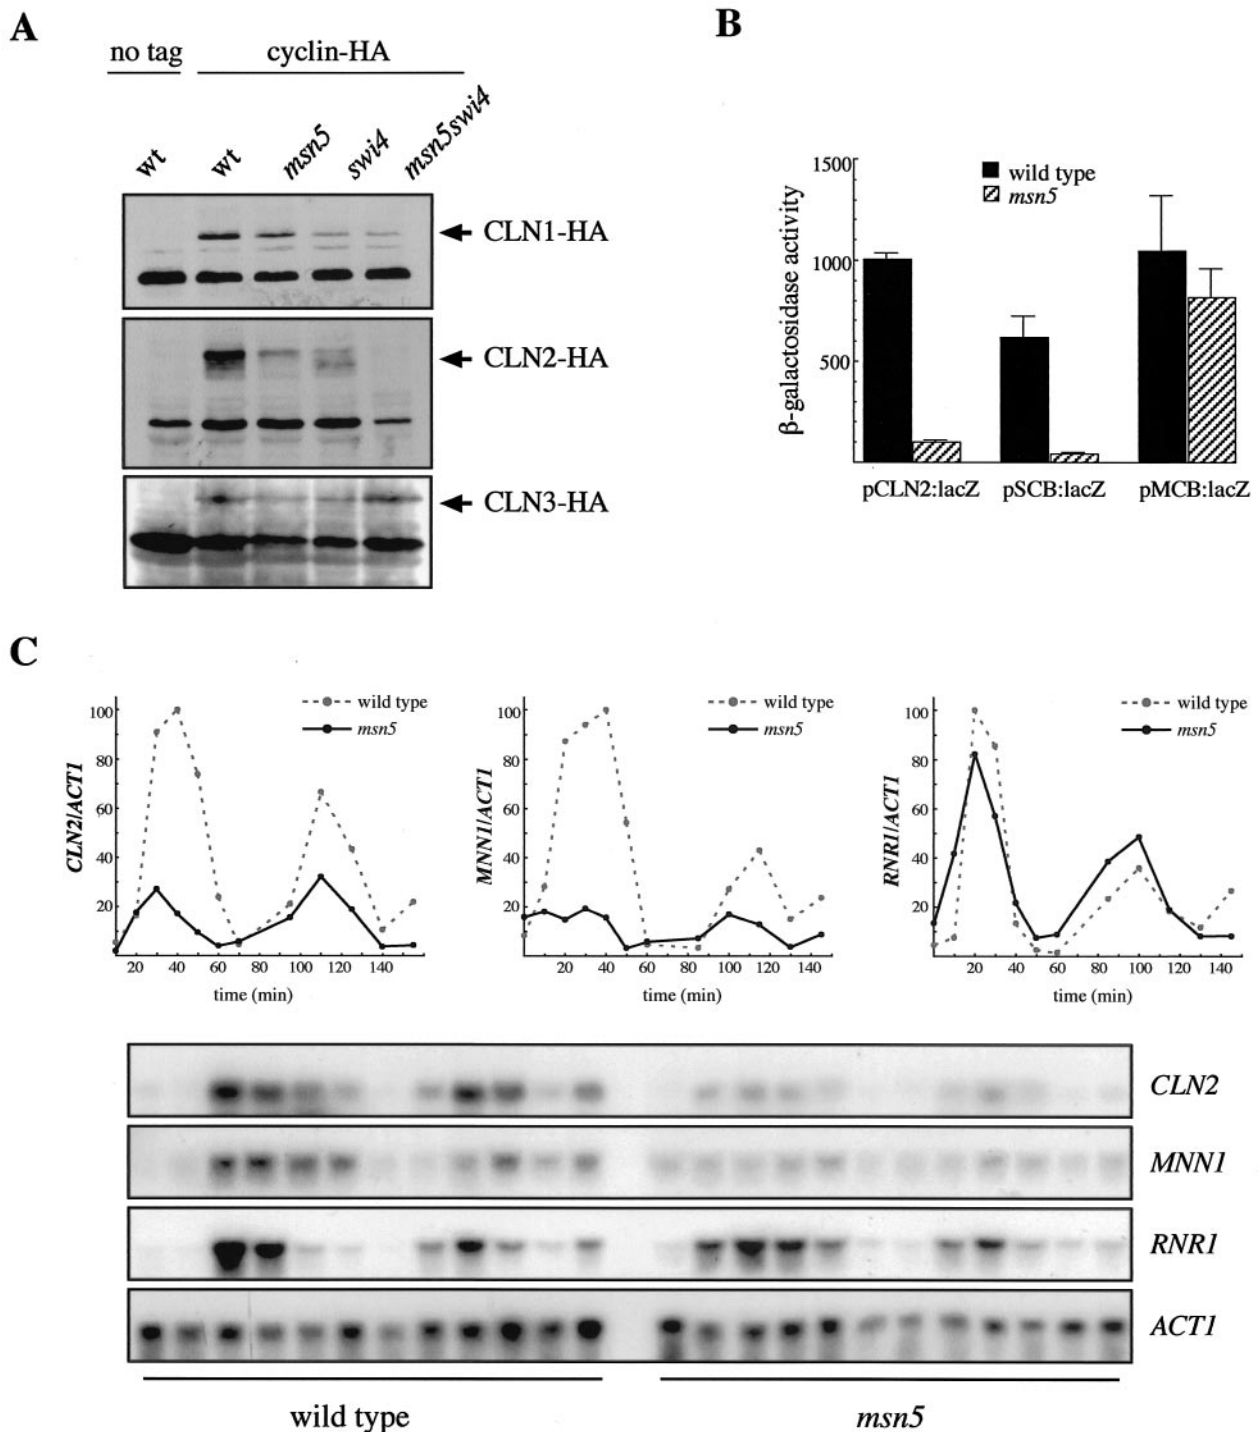 A
no tag
cyclin-HA
wt
wt
msn5
swi4
msn5swi4
CLN1-HA
CLN2-HA
CLN3-HA
B
β-galactosidase activity
1500
1000
500
wild type
msn5
pCLN2:lacZ
pSCB:lacZ
pMCB:lacZ
C
CLN2/ACT1
100
80
60
40
20
wild type
msn5
20
40
60
100
120
140
time (min)
MNN1/ACT1
100
80
60
40
20
wild type
msn5
20
40
60
80
100
120
140
time (min)
RNR1/ACT1
100
80
60
40
20
wild type
msn5
20
40
60
80
100
120
140
time (min)
CLN2
MNN1
RNR1
ACT1
wild type
msn5